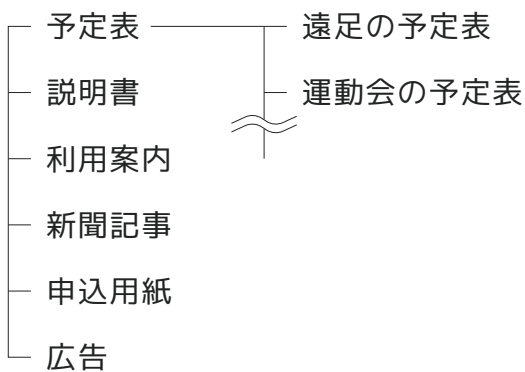 予定表
遠足の予定表
説明書
運動会の予定表
利用案内
新聞記事
申込用紙
広告